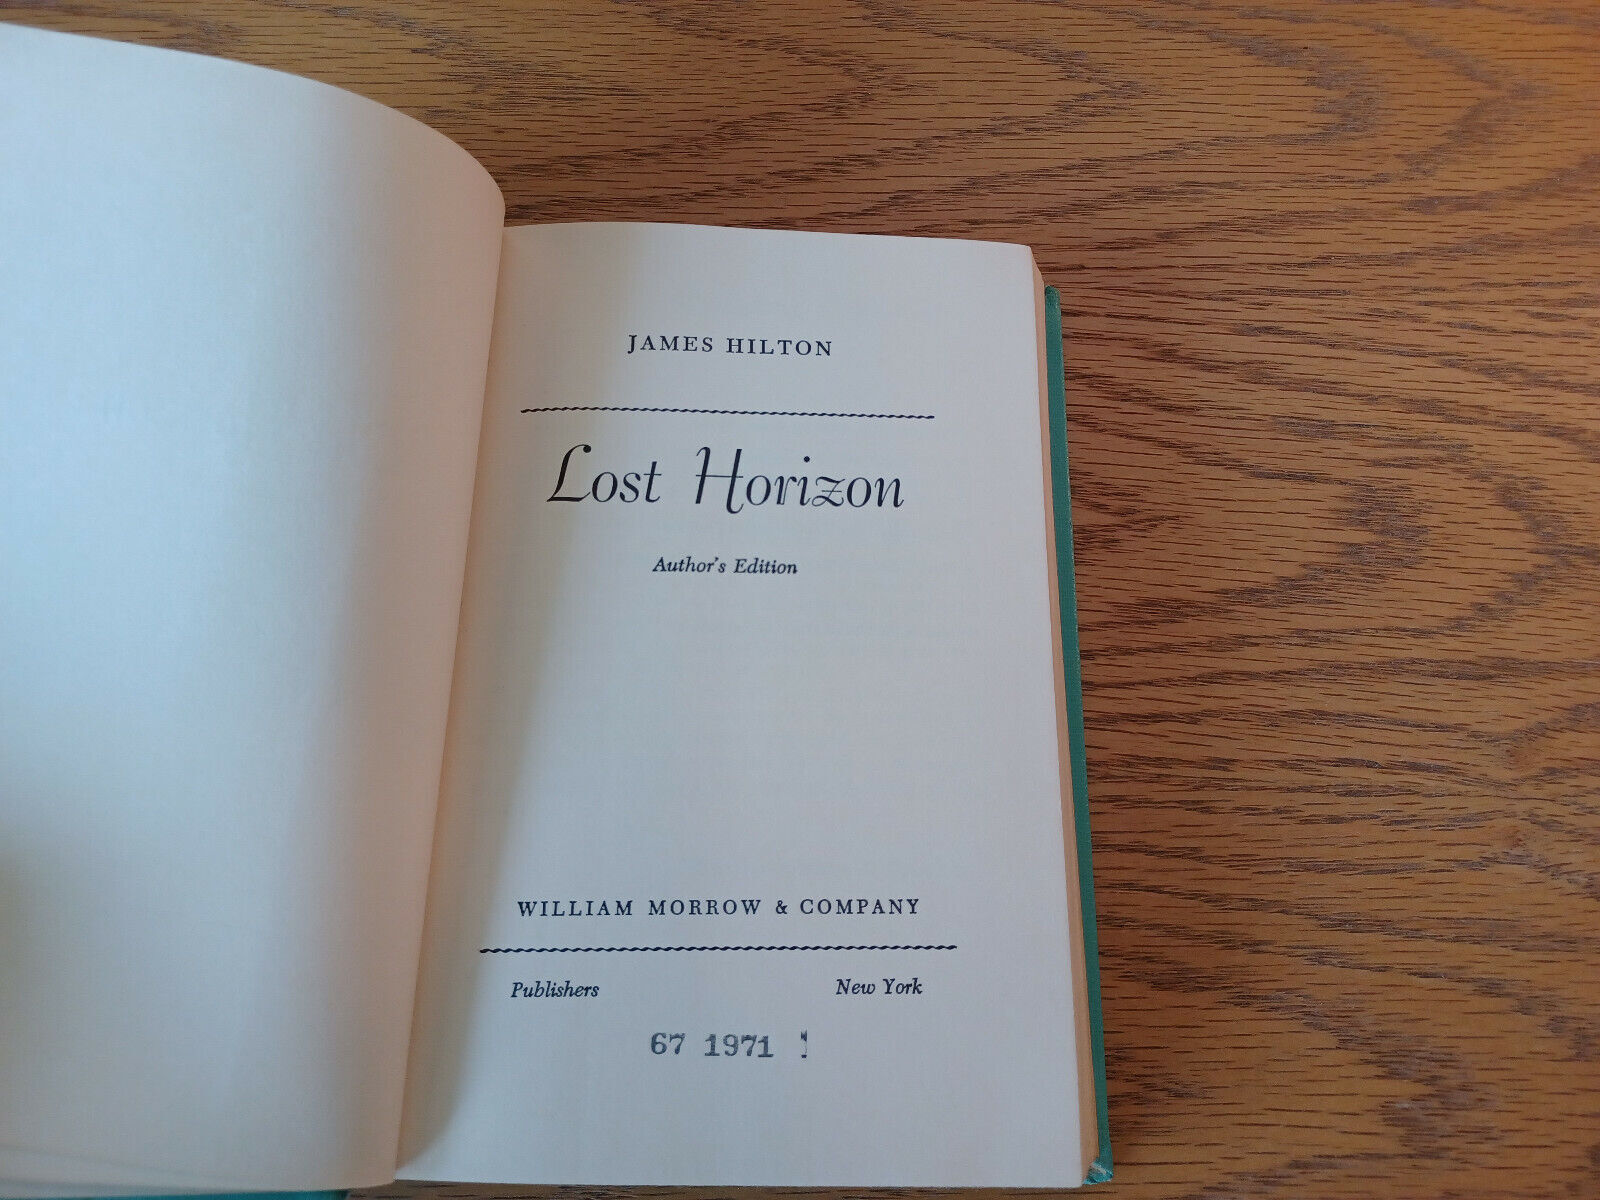 JAMES HILTON
Lost Horizon
Author's Edition
WILLIAM MORROW & COMPANY
Publishers New York
67 1971